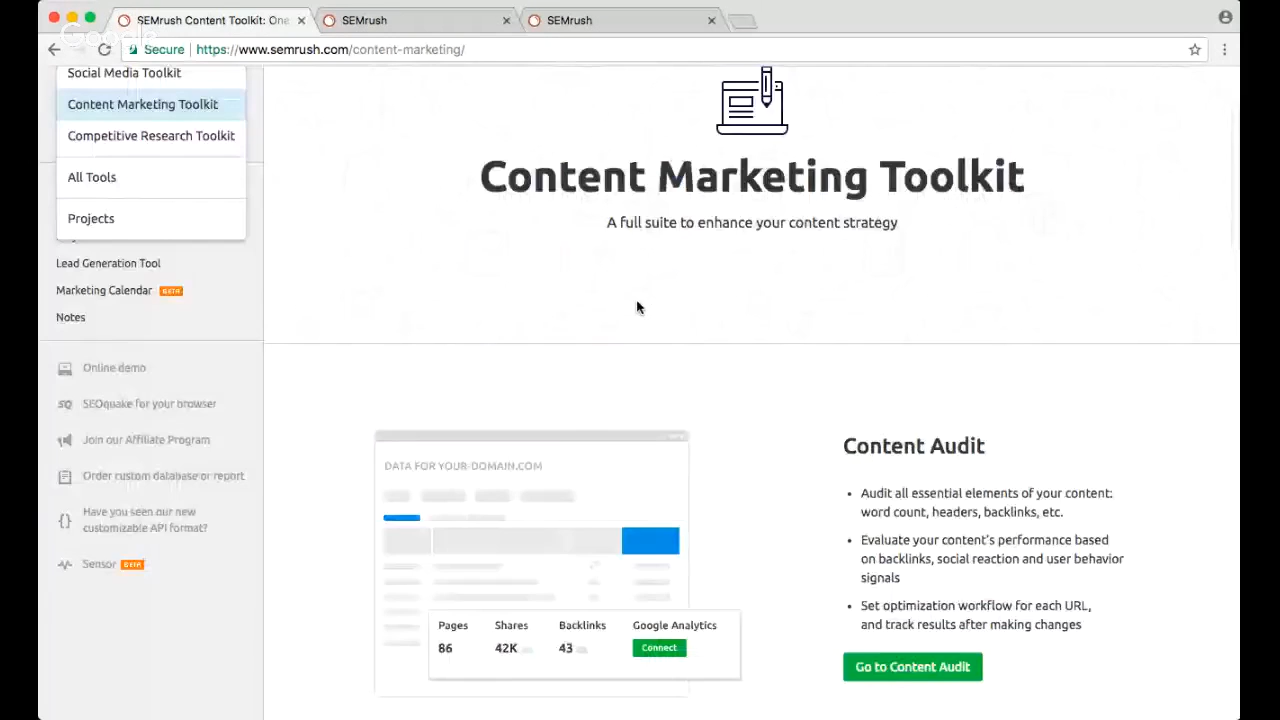 SEMrush Content Toolkit: One
SEMrush
SEMrush
Google
Secure
https://www.semrush.com/content-marketing/
Social Media Toolkit
Content Marketing Toolkit
Competitive Research Toolkit
All Tools
Projects
Lead Generation Tool
Marketing Calendar BETA
Notes
Online demo
SQ SEOquake for your browser
Join our Affiliate Program
Order custom database or report
Have you seen our new
{} customizable API format?
Sensor BETA
Content Marketing Toolkit
A full suite to enhance your content strategy
DATA FOR YOUR-DOMAIN.COM
Pages Shares Backlinks Google Analytics
86 42K 43 Connect
Content Audit
• Audit all essential elements of your content:
word count, headers, backlinks, etc.
• Evaluate your content's performance based
on backlinks, social reaction and user behavior
signals
• Set optimization workflow for each URL,
and track results after making changes
Go to Content Audit